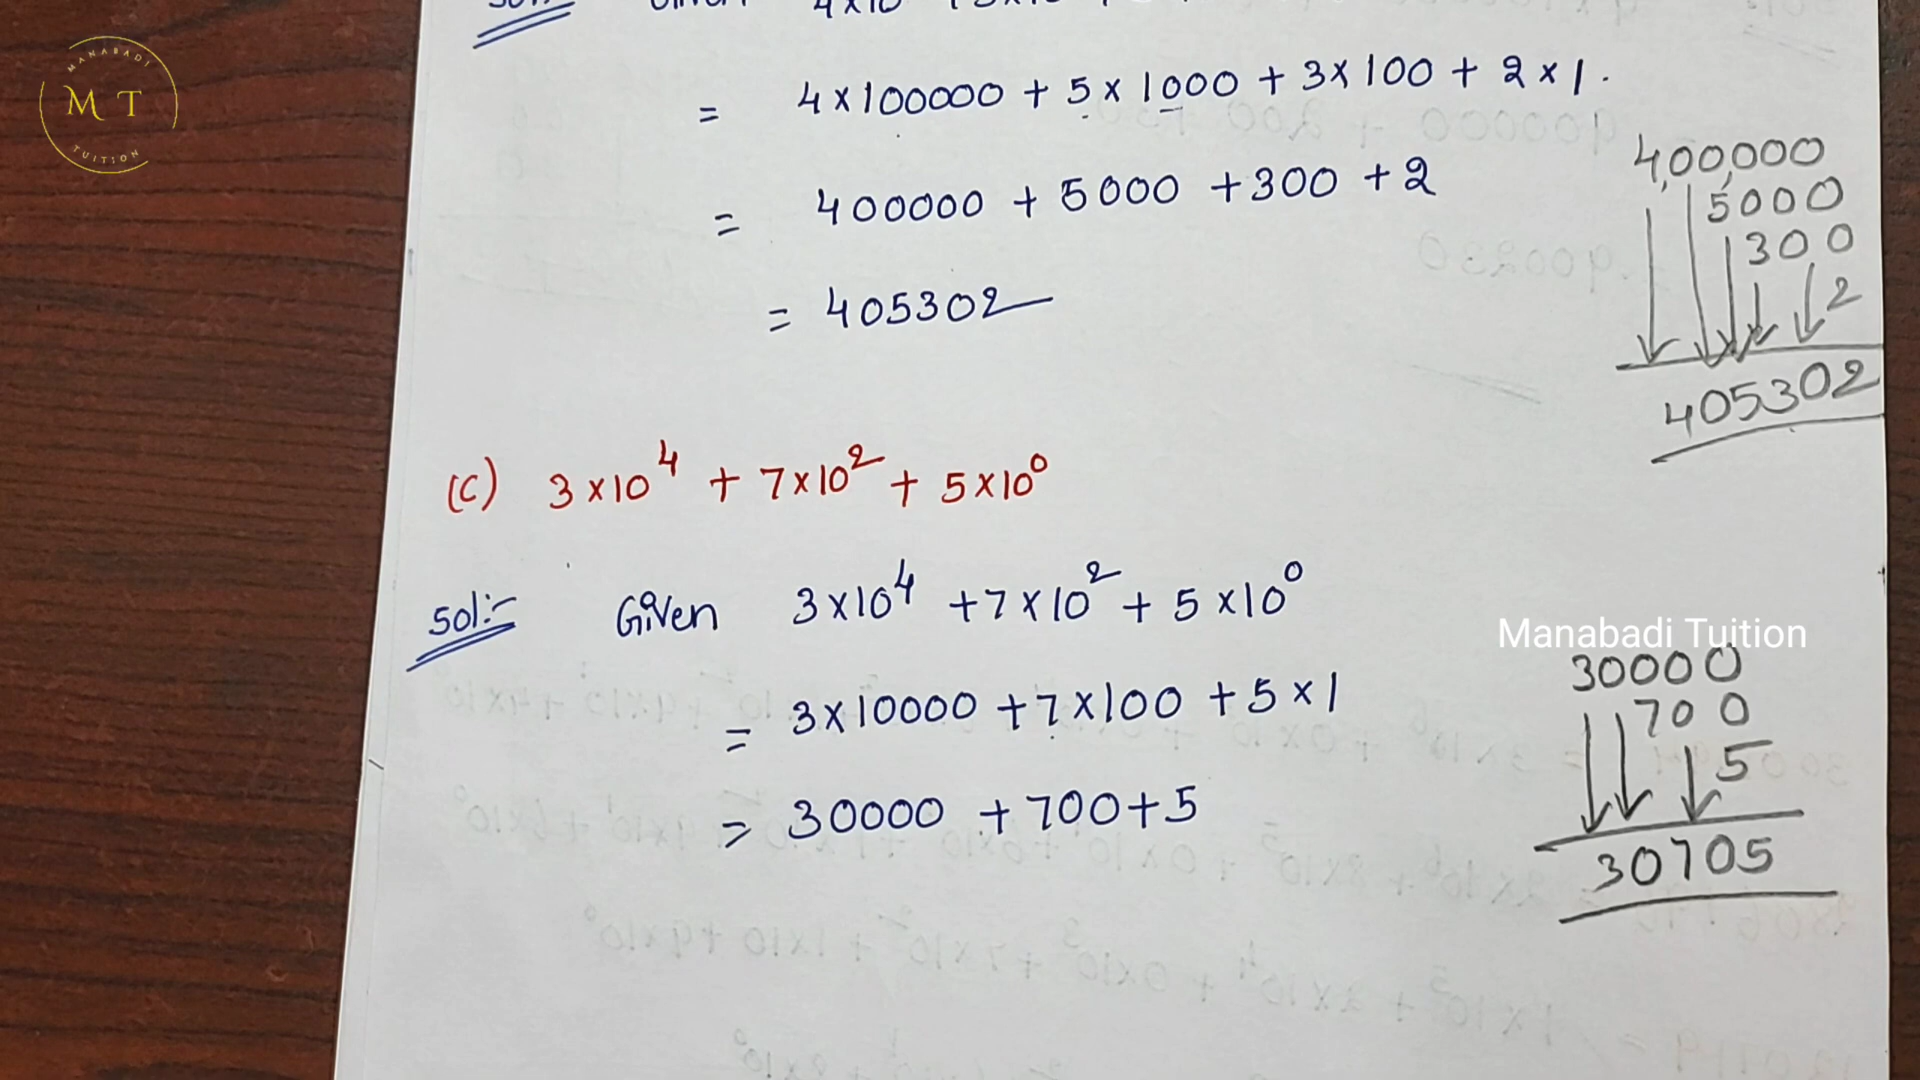 MANABADI
M T
TUITION
= 4×100000 + 5×1000 + 3×100 + 2×1.
= 400000 + 5000 + 300 + 2
= 405302
4,00,000
5000
300
2
405302
(C) 3×10⁴ + 7×10² + 5×10⁰
Sol:- Given 3×10⁴ + 7×10² + 5×10⁰
= 3×10000 + 7×100 + 5×1
= 30000 + 700 + 5
Manabadi Tuition
30000
700
5
30705